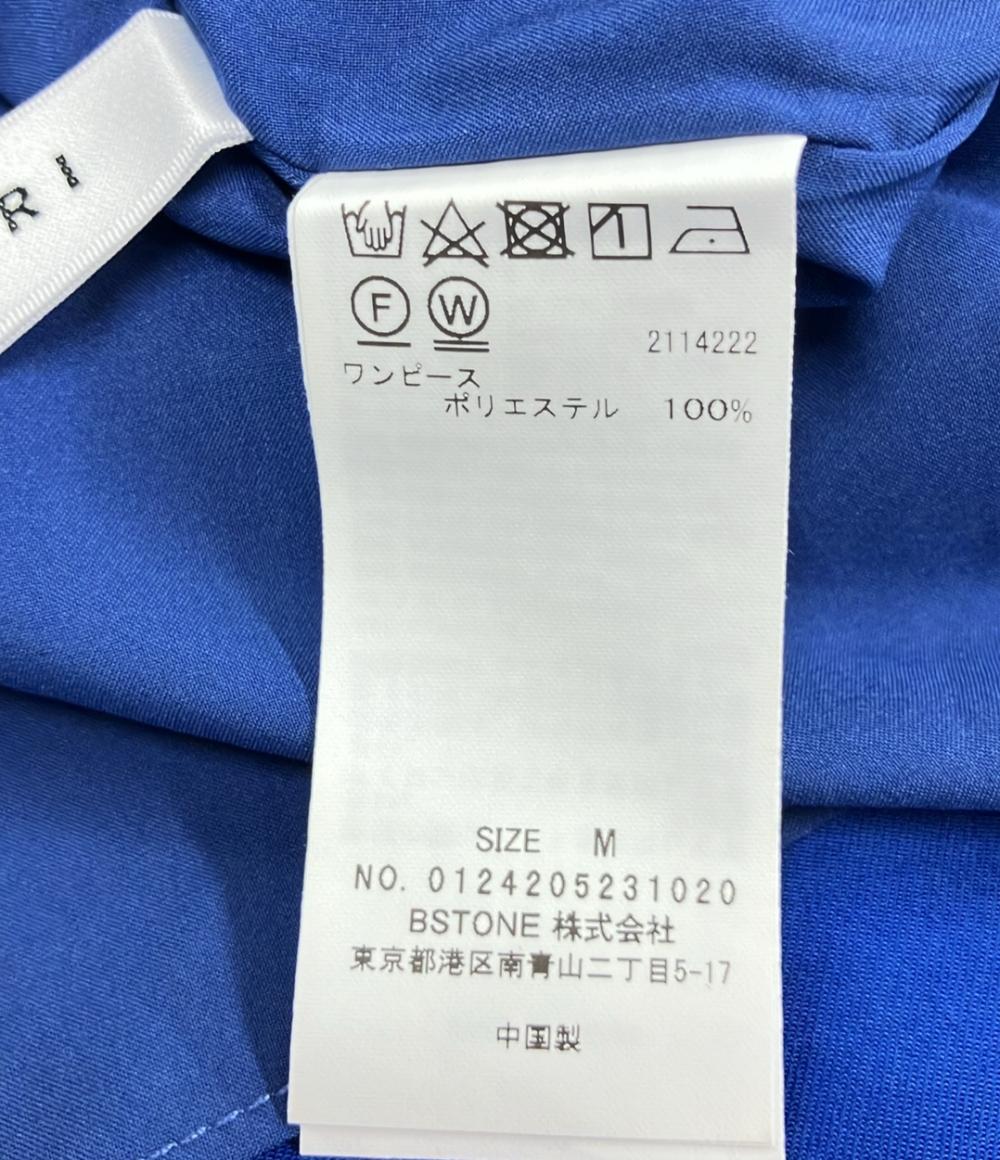 R
F W
2114222
ワンピース
ポリエステル 100%
SIZE M
NO. 0124205231020
BSTONE 株式会社
東京都港区南青山二丁目5-17
中国製